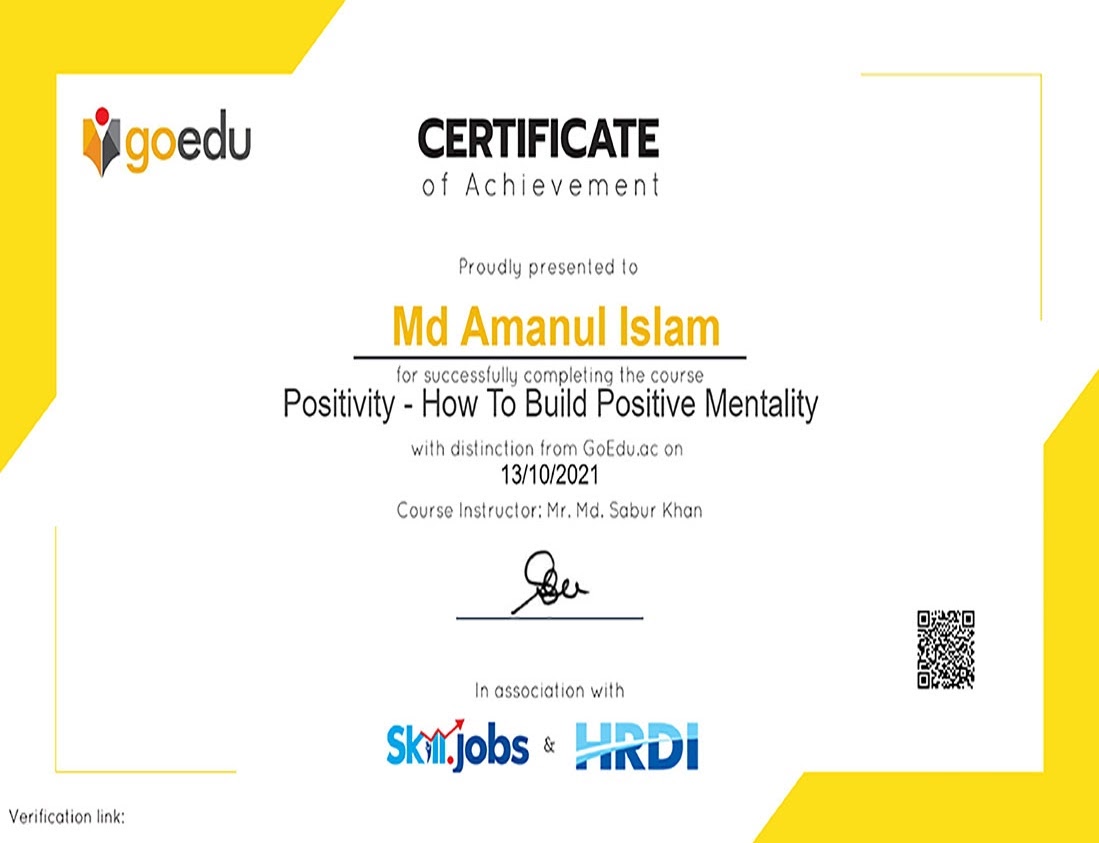 goedu
CERTIFICATE
of Achievement
Proudly presented to
Md Amanul Islam
for successfully completing the course
Positivity - How To Build Positive Mentality
with distinction from GoEdu.ac on
13/10/2021
Course Instructor: Mr. Md. Sabur Khan
In association with
Skill.jobs & HRDI
Verification link: